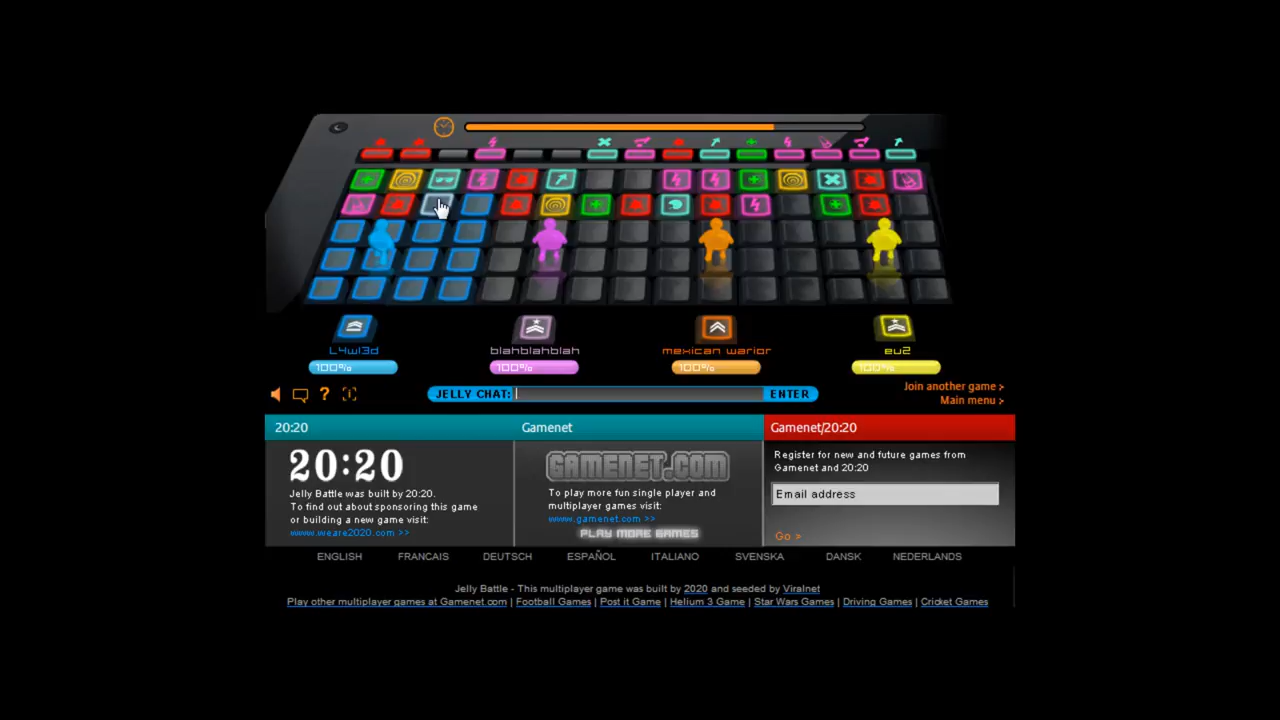 L4wl3d
blahblahblah
mexican warior
eu2
100%
100%
100%
100%
JELLY CHAT:
ENTER
Join another game >
Main menu >
20:20
Gamenet
Gamenet/20:20
20:20
Jelly Battle was built by 20:20.
To find out about sponsoring this game
or building a new game visit:
www.weare2020.com >>
GAMENET.COM
To play more fun single player and
multiplayer games visit:
www.gamenet.com >>
PLAY MORE GAMES
Register for new and future games from
Gamenet and 20:20
Email address
Go >
ENGLISH FRANCAIS DEUTSCH ESPAÑOL ITALIANO SVENSKA DANSK NEDERLANDS
Jelly Battle - This multiplayer game was built by 2020 and seeded by Viralnet
Play other multiplayer games at Gamenet.com | Football Games | Post it Game | Helium 3 Game | Star Wars Games | Driving Games | Cricket Games